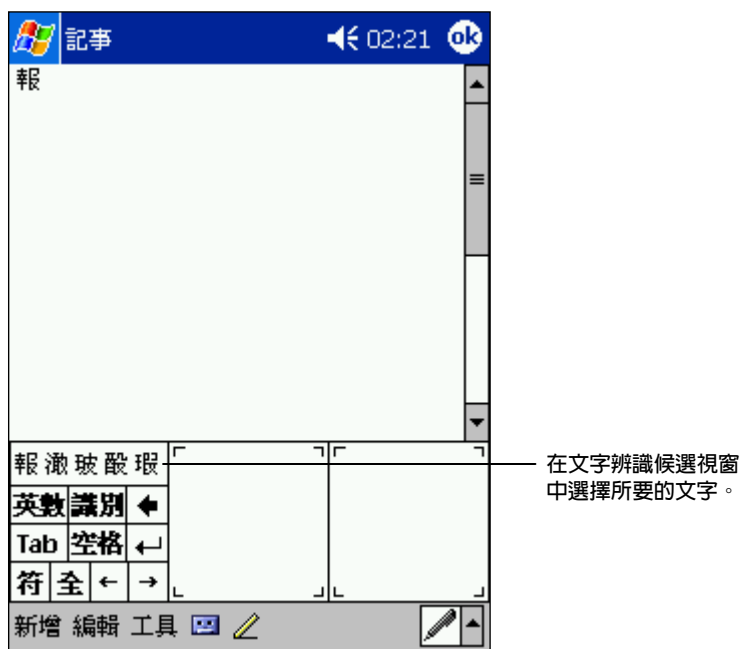 記事 02:21 ok
報
報 澈 玻 酘 瑕
英數 識別
Tab 空格
符 全 ← →
新增 編輯 工具
在文字辨識候選視窗
中選擇所要的文字。